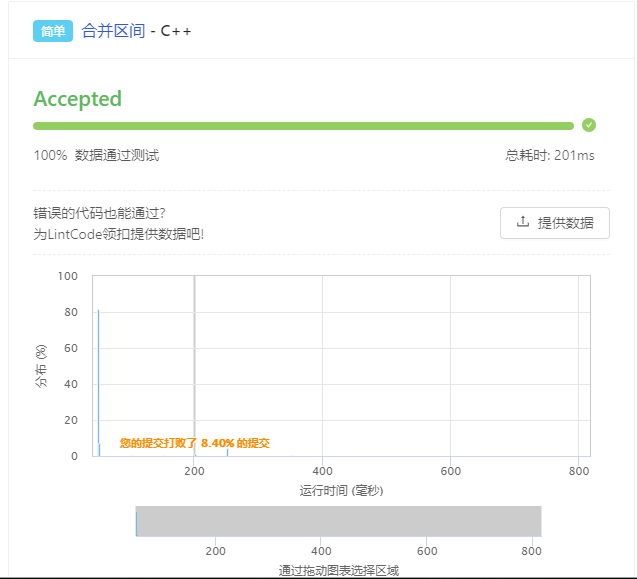 简单 合并区间 - C++
Accepted
100% 数据通过测试 总耗时: 201ms
错误的代码也能通过?
为LintCode领扣提供数据吧!
提供数据
100
80
60
40
20
0
分布 (%)
您的提交打败了 8.40% 的提交
200 400 600 800
运行时间 (毫秒)
200 400 600 800
通过拖动图表选择区域